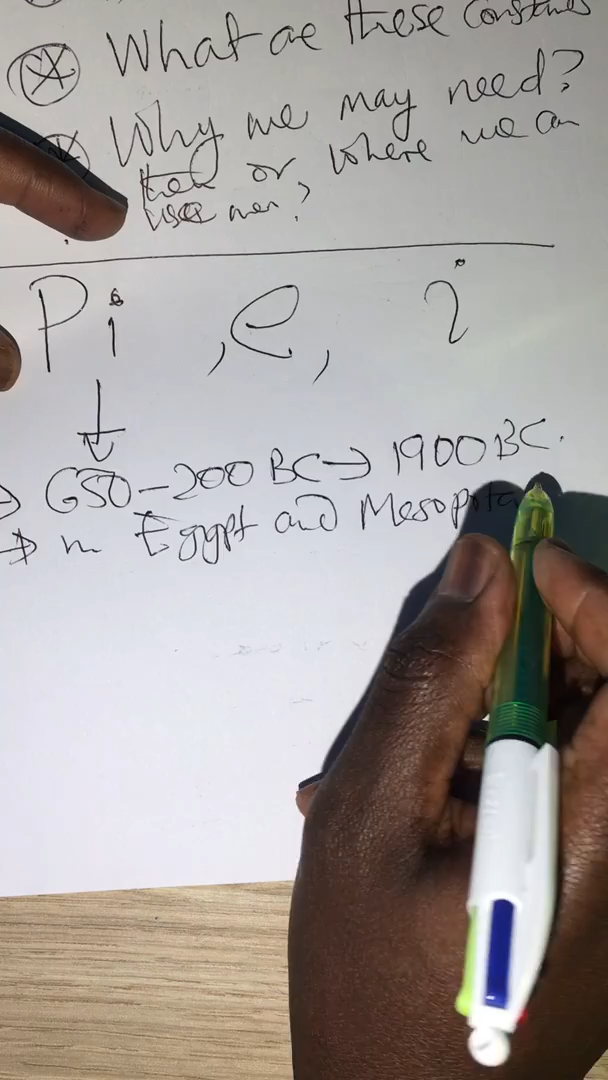 What are these constants
Why we may need?
them or where we can
use them?
Pi , e, i
650-200 BC → 1900 BC.
→ in Egypt and Mesopota